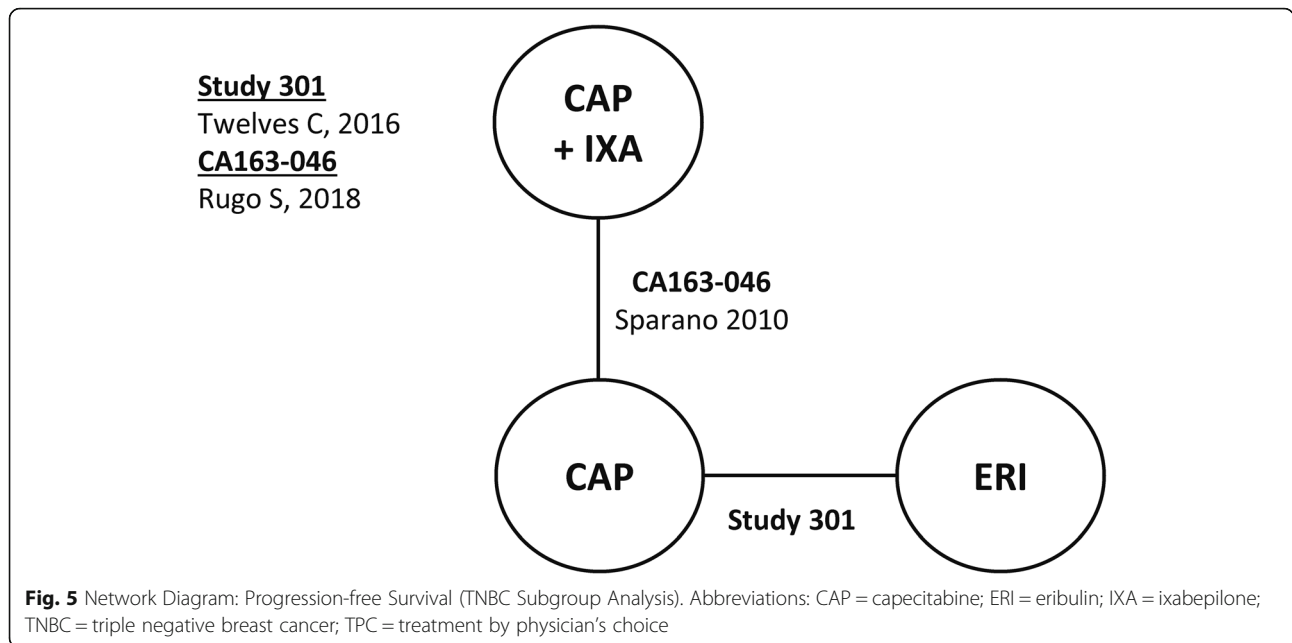 Study 301
Twelves C, 2016
CA163-046
Rugo S, 2018
CAP
+ IXA
CA163-046
Sparano 2010
CAP
ERI
Study 301
Fig. 5 Network Diagram: Progression-free Survival (TNBC Subgroup Analysis). Abbreviations: CAP = capecitabine; ERI = eribulin; IXA = ixabepilone;
TNBC = triple negative breast cancer; TPC = treatment by physician's choice